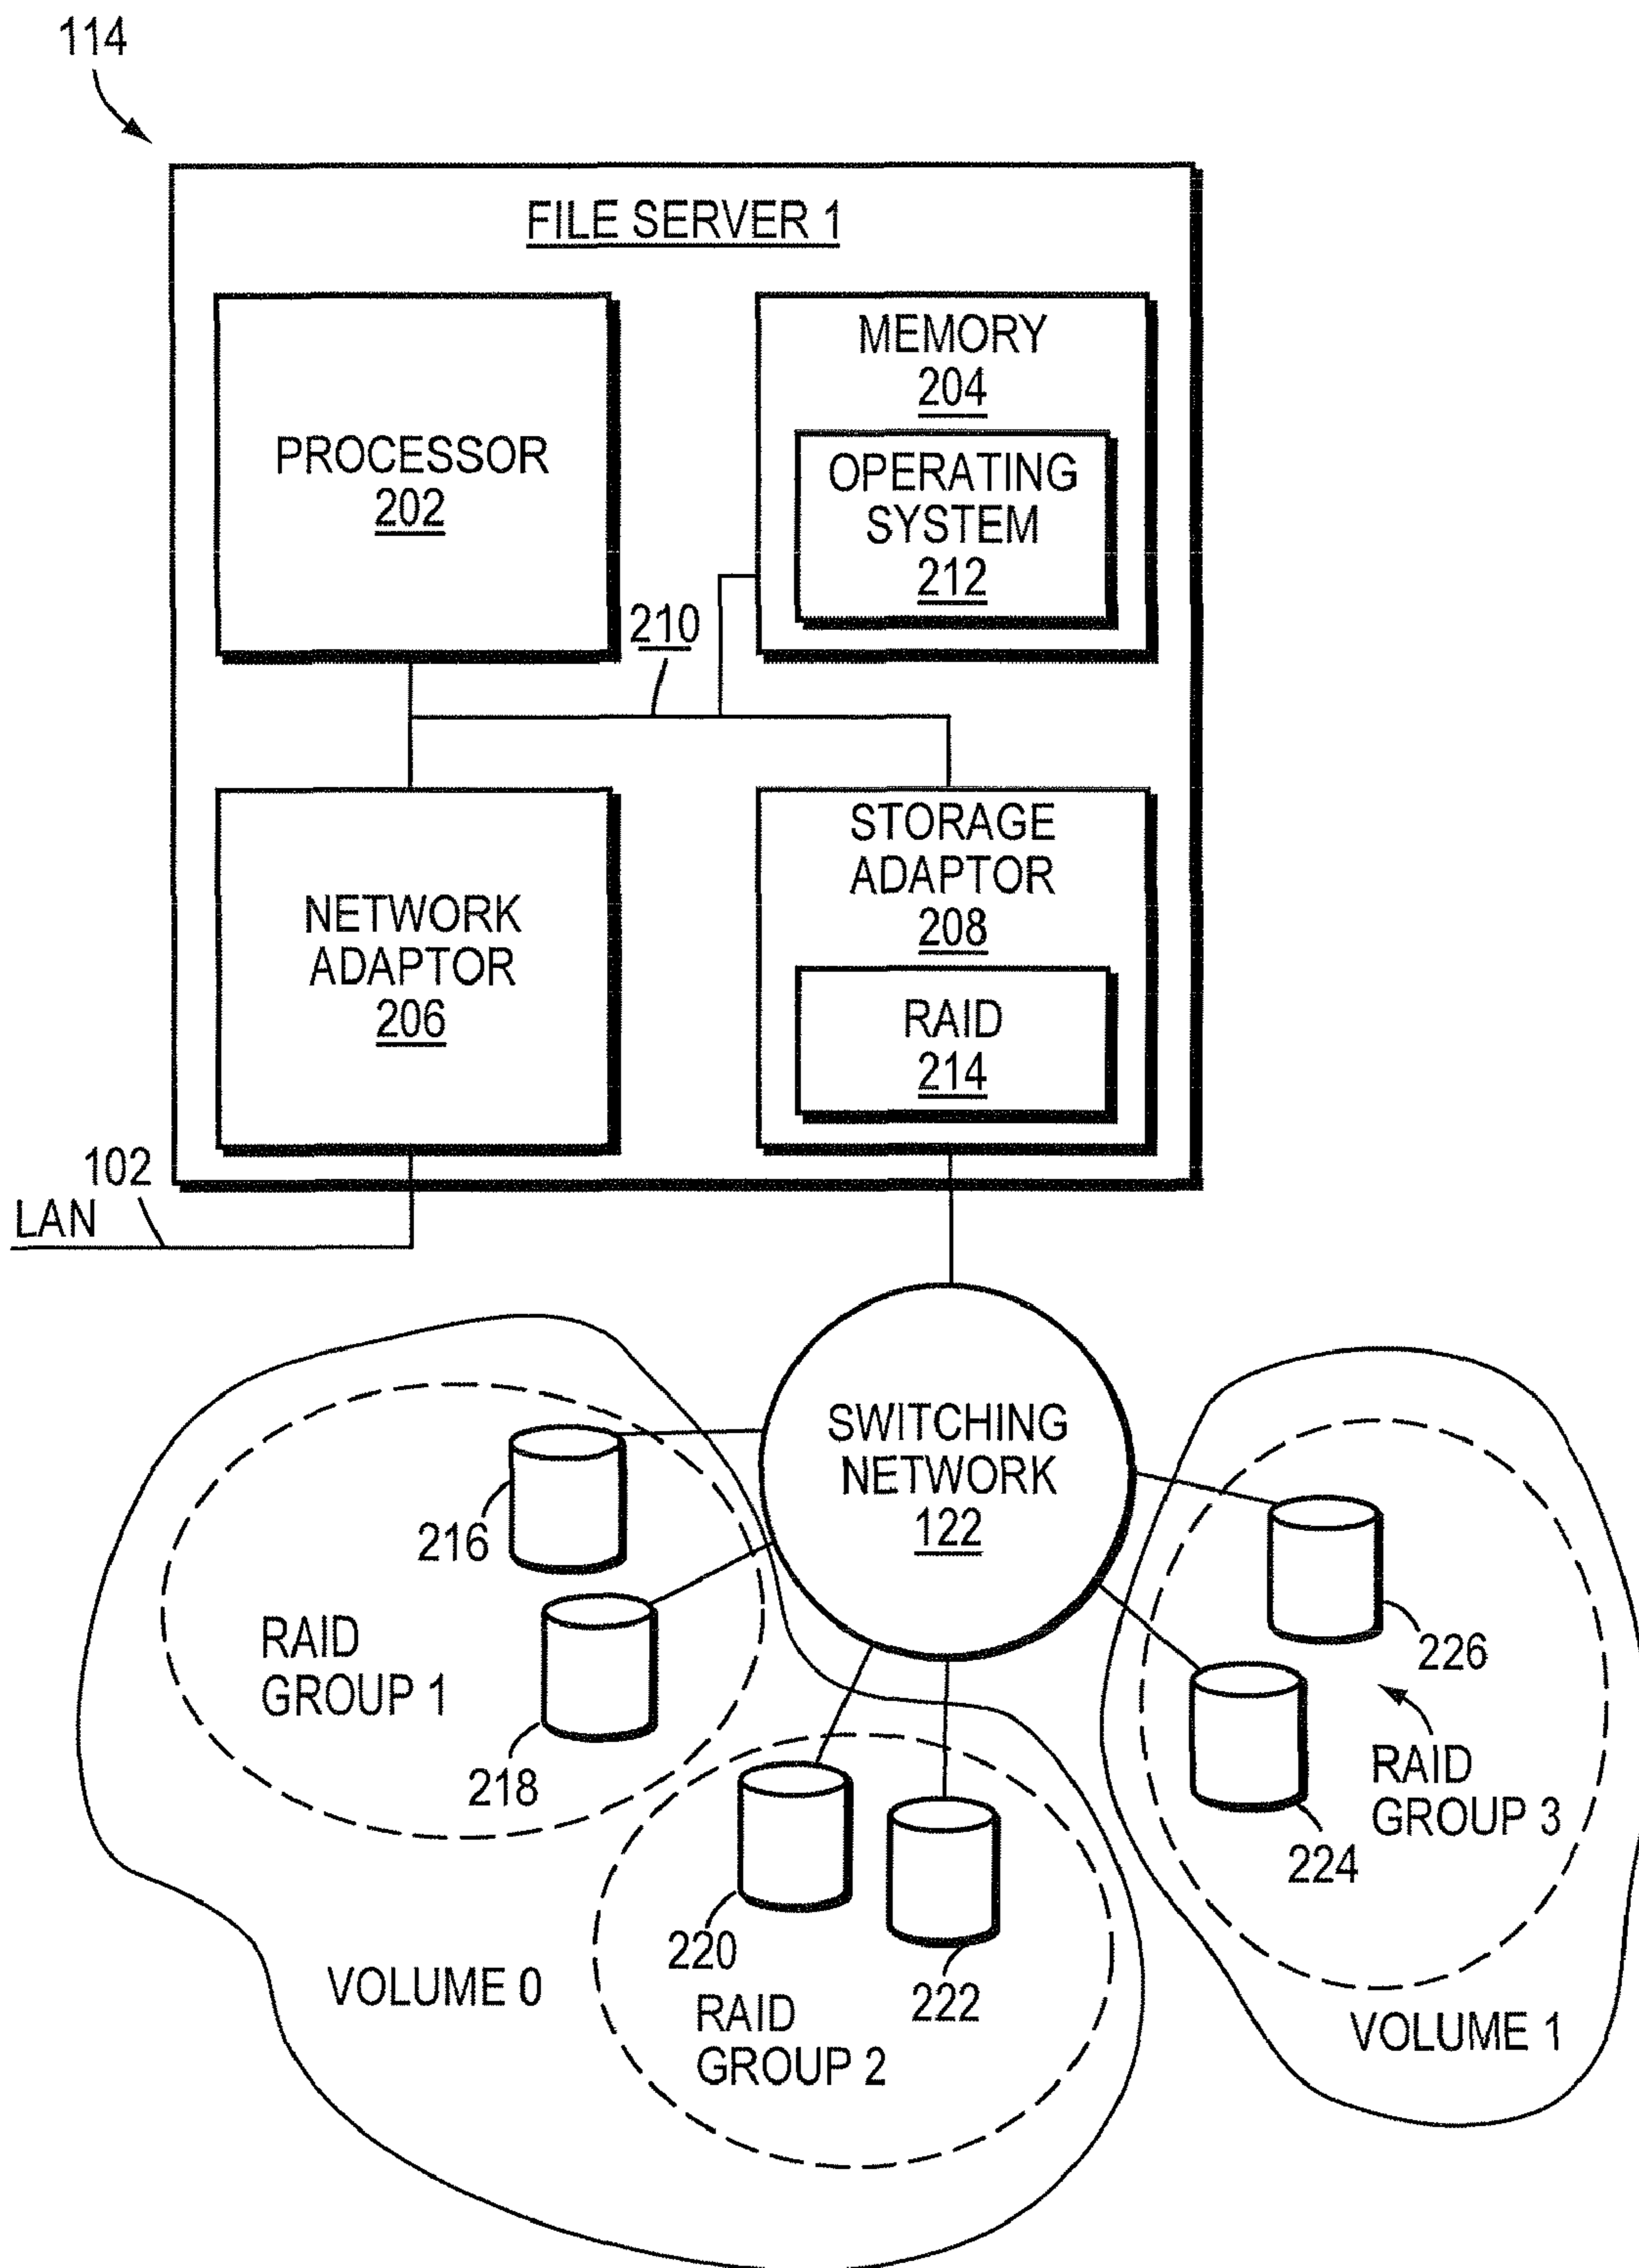 114
FILE SERVER 1
PROCESSOR
202
MEMORY
204
OPERATING
SYSTEM
212
210
NETWORK
ADAPTOR
206
STORAGE
ADAPTOR
208
RAID
214
102
LAN
SWITCHING
NETWORK
122
216
RAID
GROUP 1
218
226
RAID
GROUP 3
224
220
222
VOLUME 0
RAID
GROUP 2
VOLUME 1